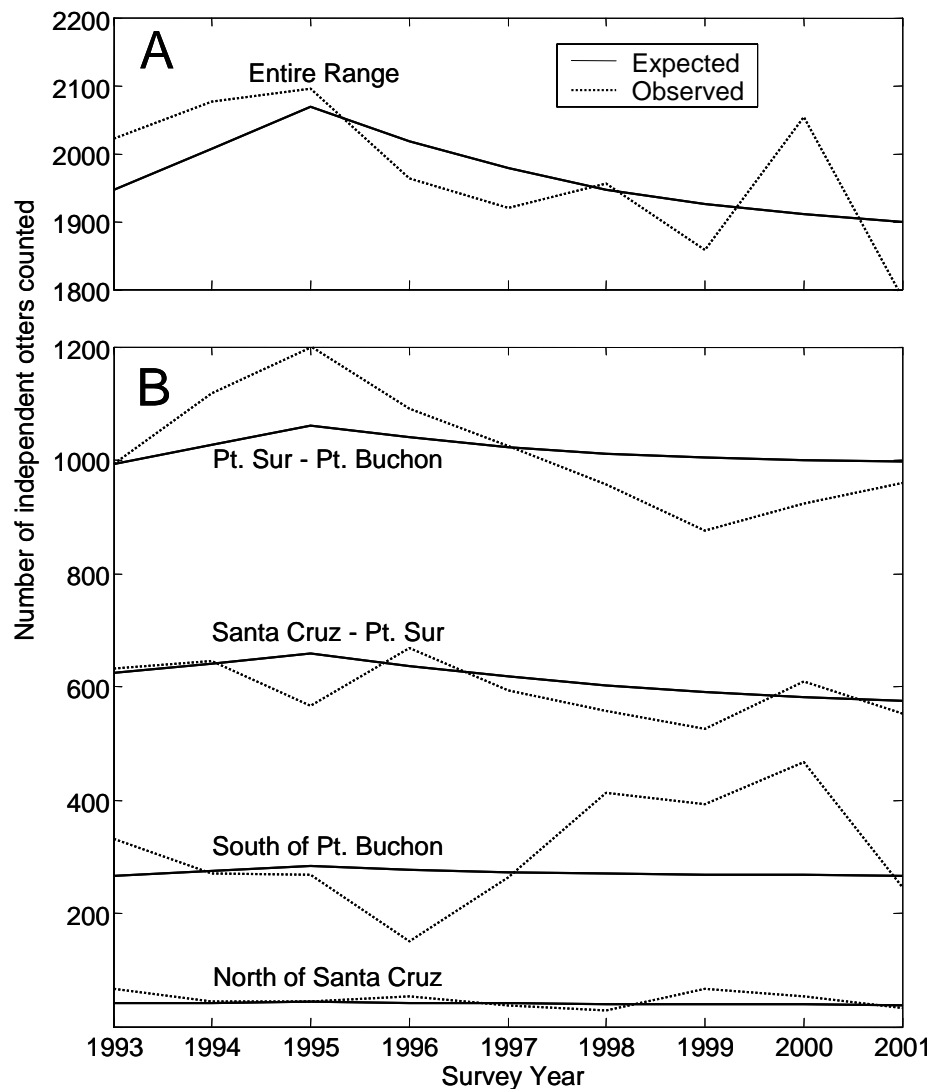 2200
A
Entire Range
Expected
Observed
2100
2000
1900
1800
Number of independent otters counted
1200
B
1000
Pt. Sur - Pt. Buchon
800
Santa Cruz - Pt. Sur
600
400
South of Pt. Buchon
200
North of Santa Cruz
1993 1994 1995 1996 1997 1998 1999 2000 2001
Survey Year